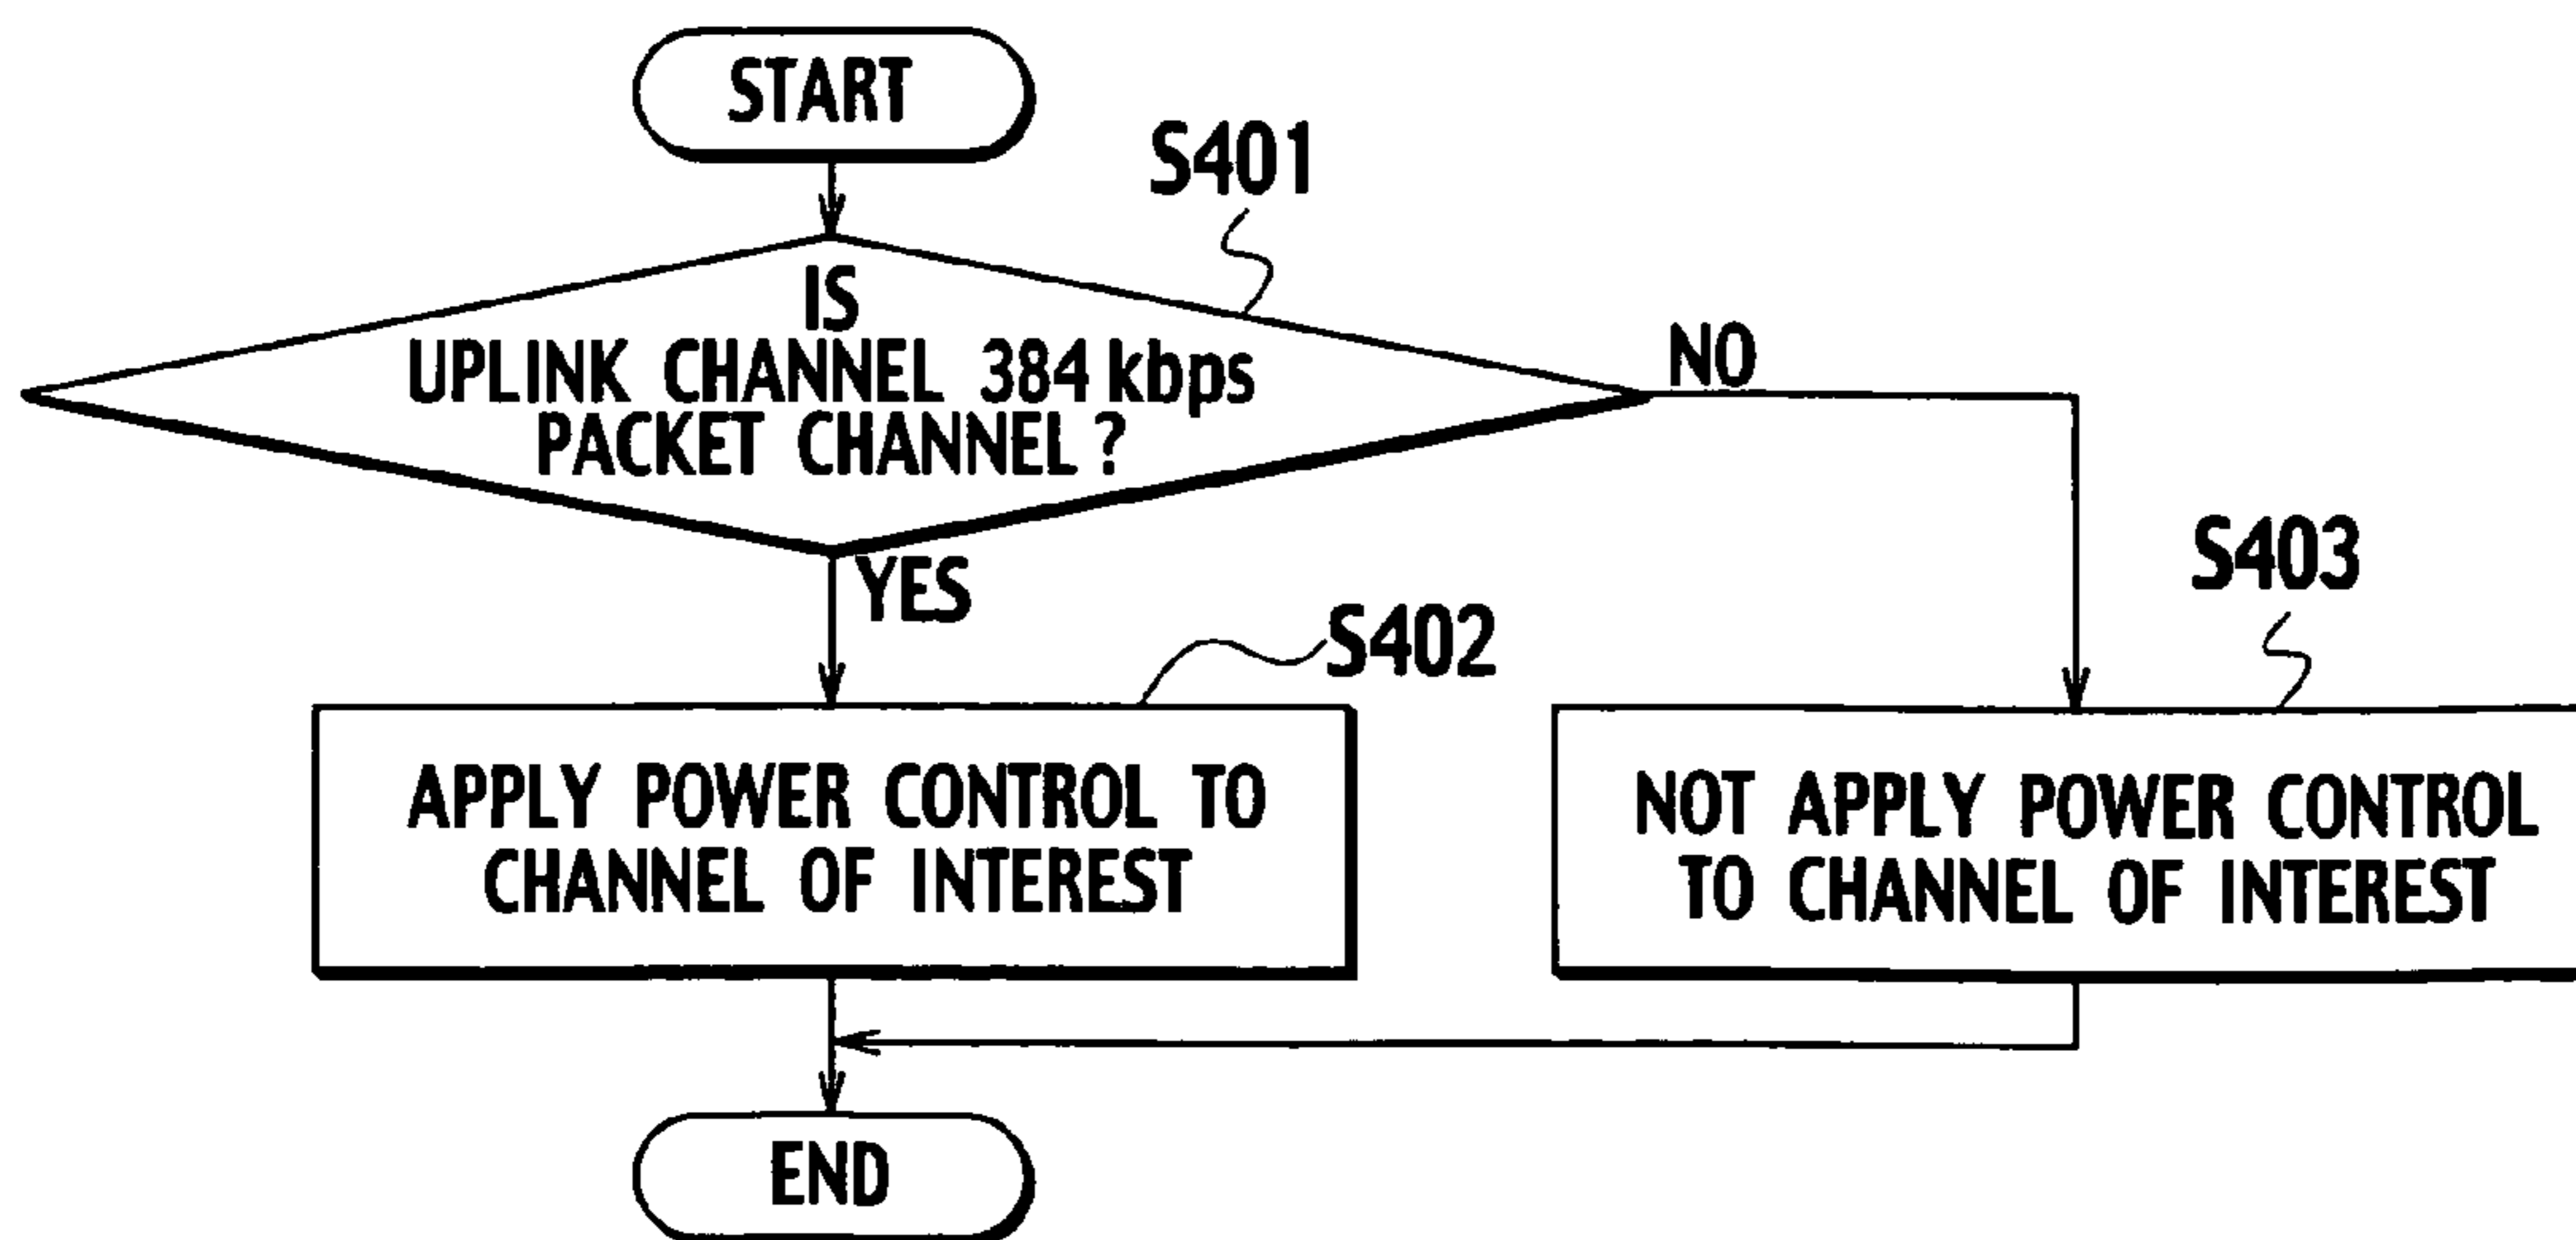 START
S401
IS
UPLINK CHANNEL 384 kbps
PACKET CHANNEL ?
NO
YES
S402
S403
APPLY POWER CONTROL TO
CHANNEL OF INTEREST
NOT APPLY POWER CONTROL
TO CHANNEL OF INTEREST
END